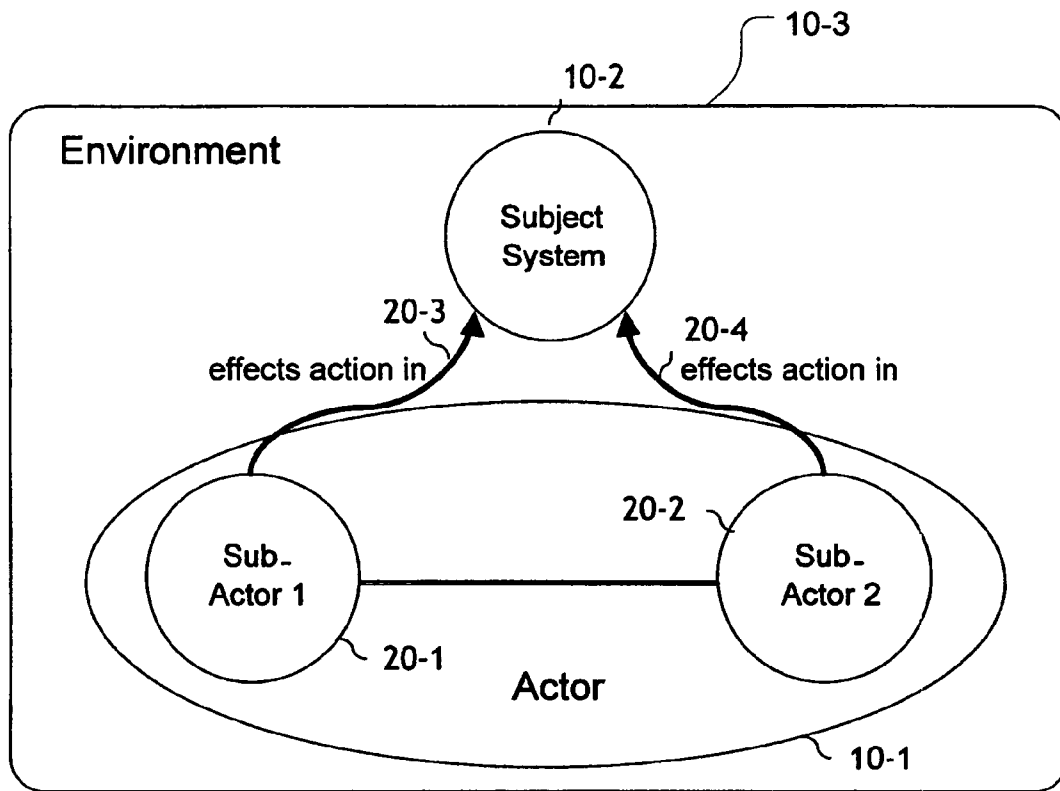 10-3
10-2
Environment
Subject
System
20-3
20-4
effects action in
effects action in
20-2
Sub-
Actor 1
Sub-
Actor 2
20-1
Actor
10-1